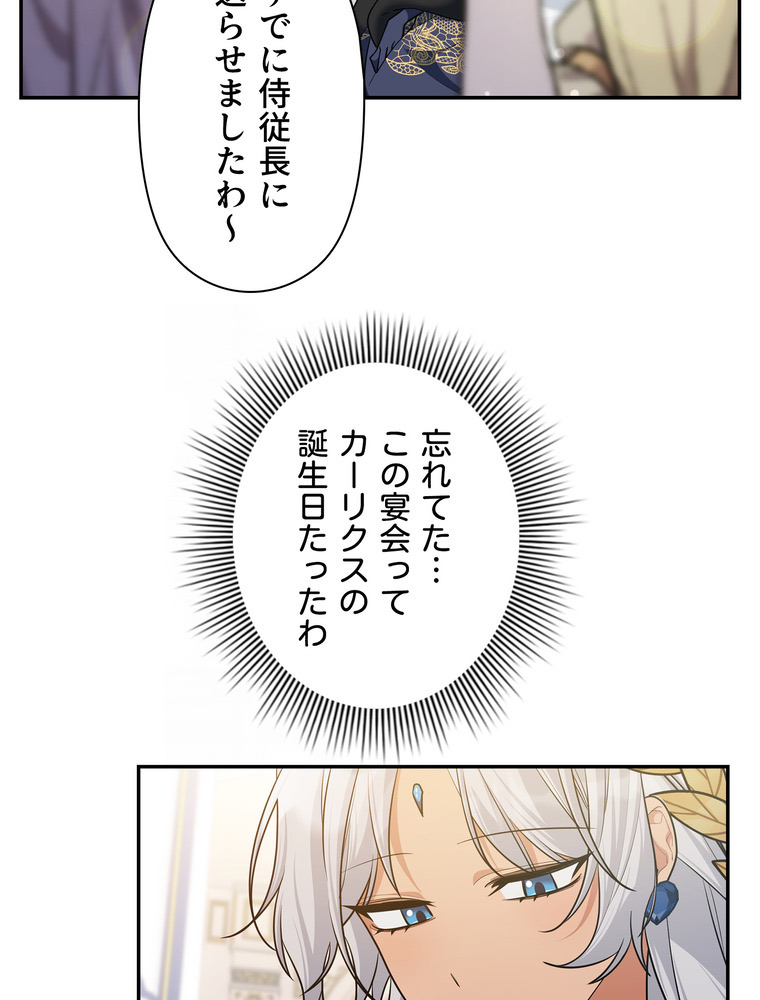 でに侍従長に
らせましたわ～
忘れてた…
この宴会って
カーリクスの
誕生日たったわ